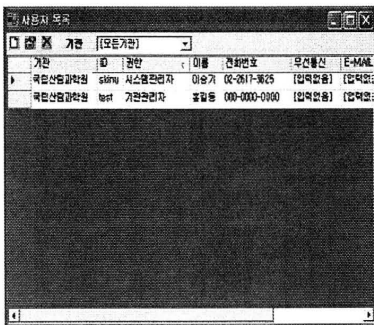 사용자 목록
기관 [모든기관]
기관 ID 권한 이름 전화번호 무선통신 E-MAIL
국립산림과학원 skinu 시스템관리자 이승기 02-2617-3625 [입력없음] [입력없음
국립산림과학원 test 기관관리자 홍길동 000-0000-0000 [입력없음] [입력없음